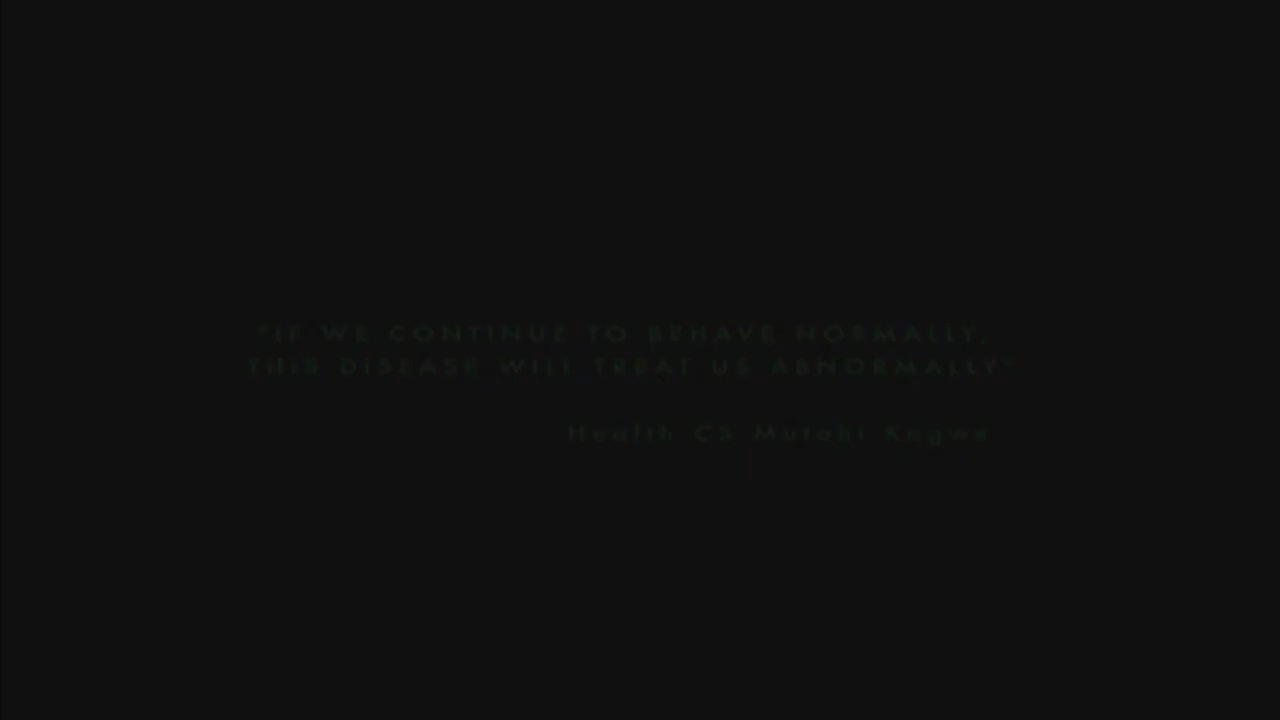 "IF WE CONTINUE TO BEHAVE NORMALLY,
THIS DISEASE WILL TREAT US ABNORMALLY"
Health CS Mutahi Kagwe